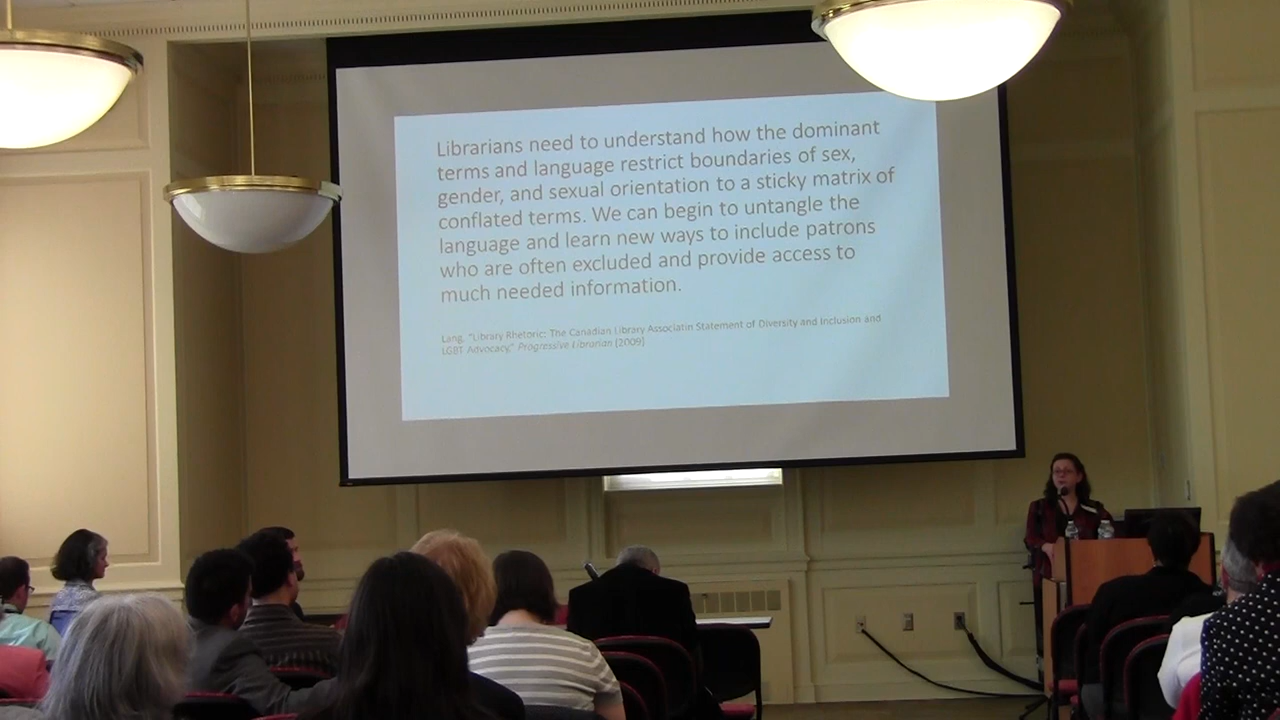 Librarians need to understand how the dominant
terms and language restrict boundaries of sex,
gender, and sexual orientation to a sticky matrix of
conflated terms. We can begin to untangle the
language and learn new ways to include patrons
who are often excluded and provide access to
much needed information.
Lang, "Library Rhetoric: The Canadian Library Associatin Statement of Diversity and Inclusion and
LGBT Advocacy," Progressive Librarian (2009)